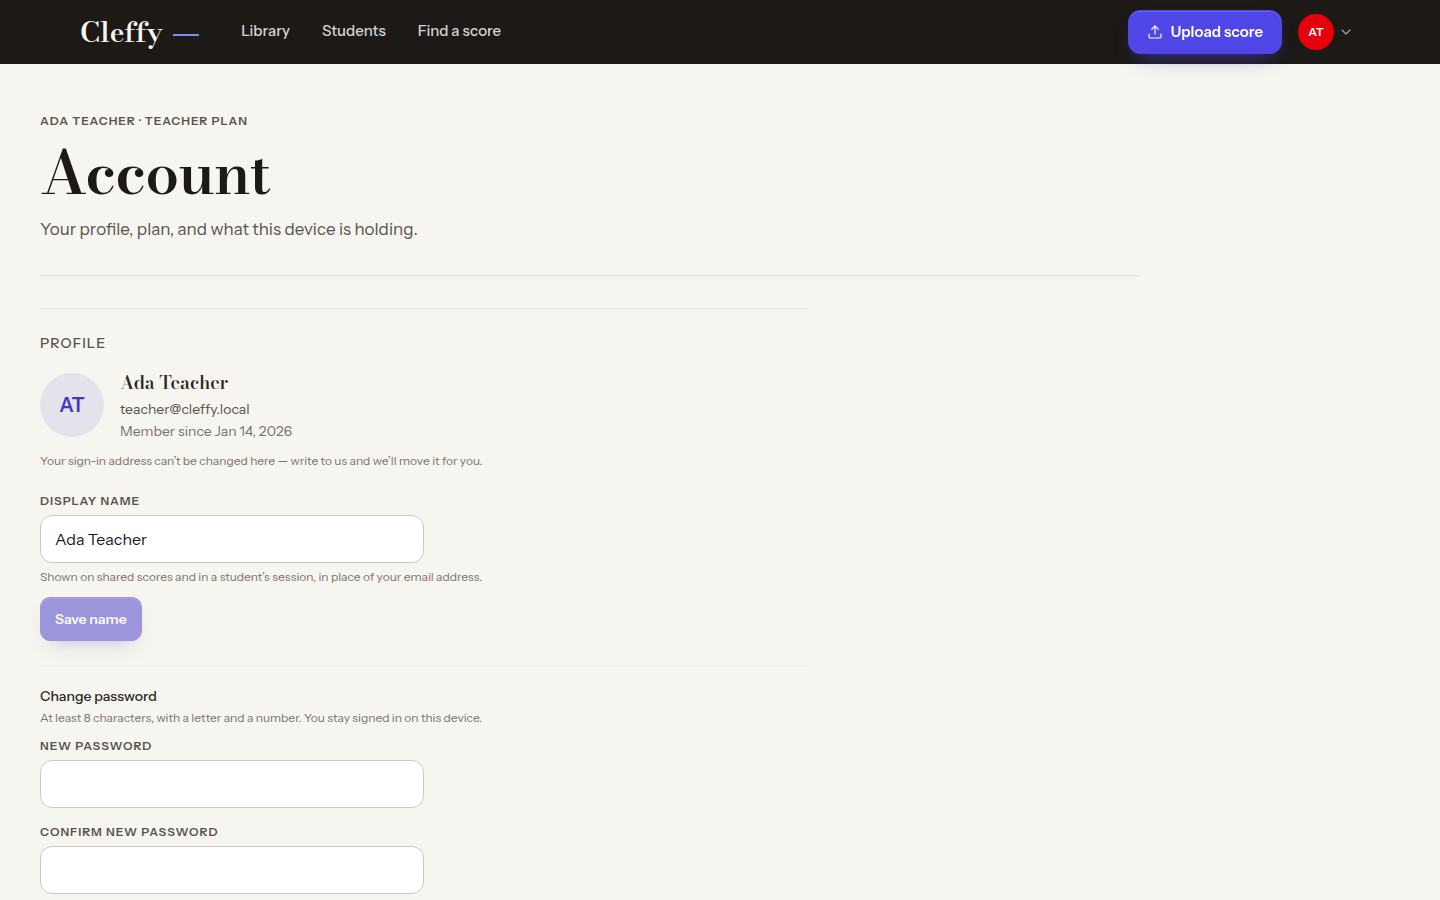 Cleffy
Library
Students
Find a score
Upload score
AT
ADA TEACHER · TEACHER PLAN
Account
Your profile, plan, and what this device is holding.
PROFILE
AT
Ada Teacher
teacher@cleffy.local
Member since Jan 14, 2026
Your sign-in address can’t be changed here — write to us and we’ll move it for you.
DISPLAY NAME
Ada Teacher
Shown on shared scores and in a student’s session, in place of your email address.
Save name
Change password
At least 8 characters, with a letter and a number. You stay signed in on this device.
NEW PASSWORD
CONFIRM NEW PASSWORD